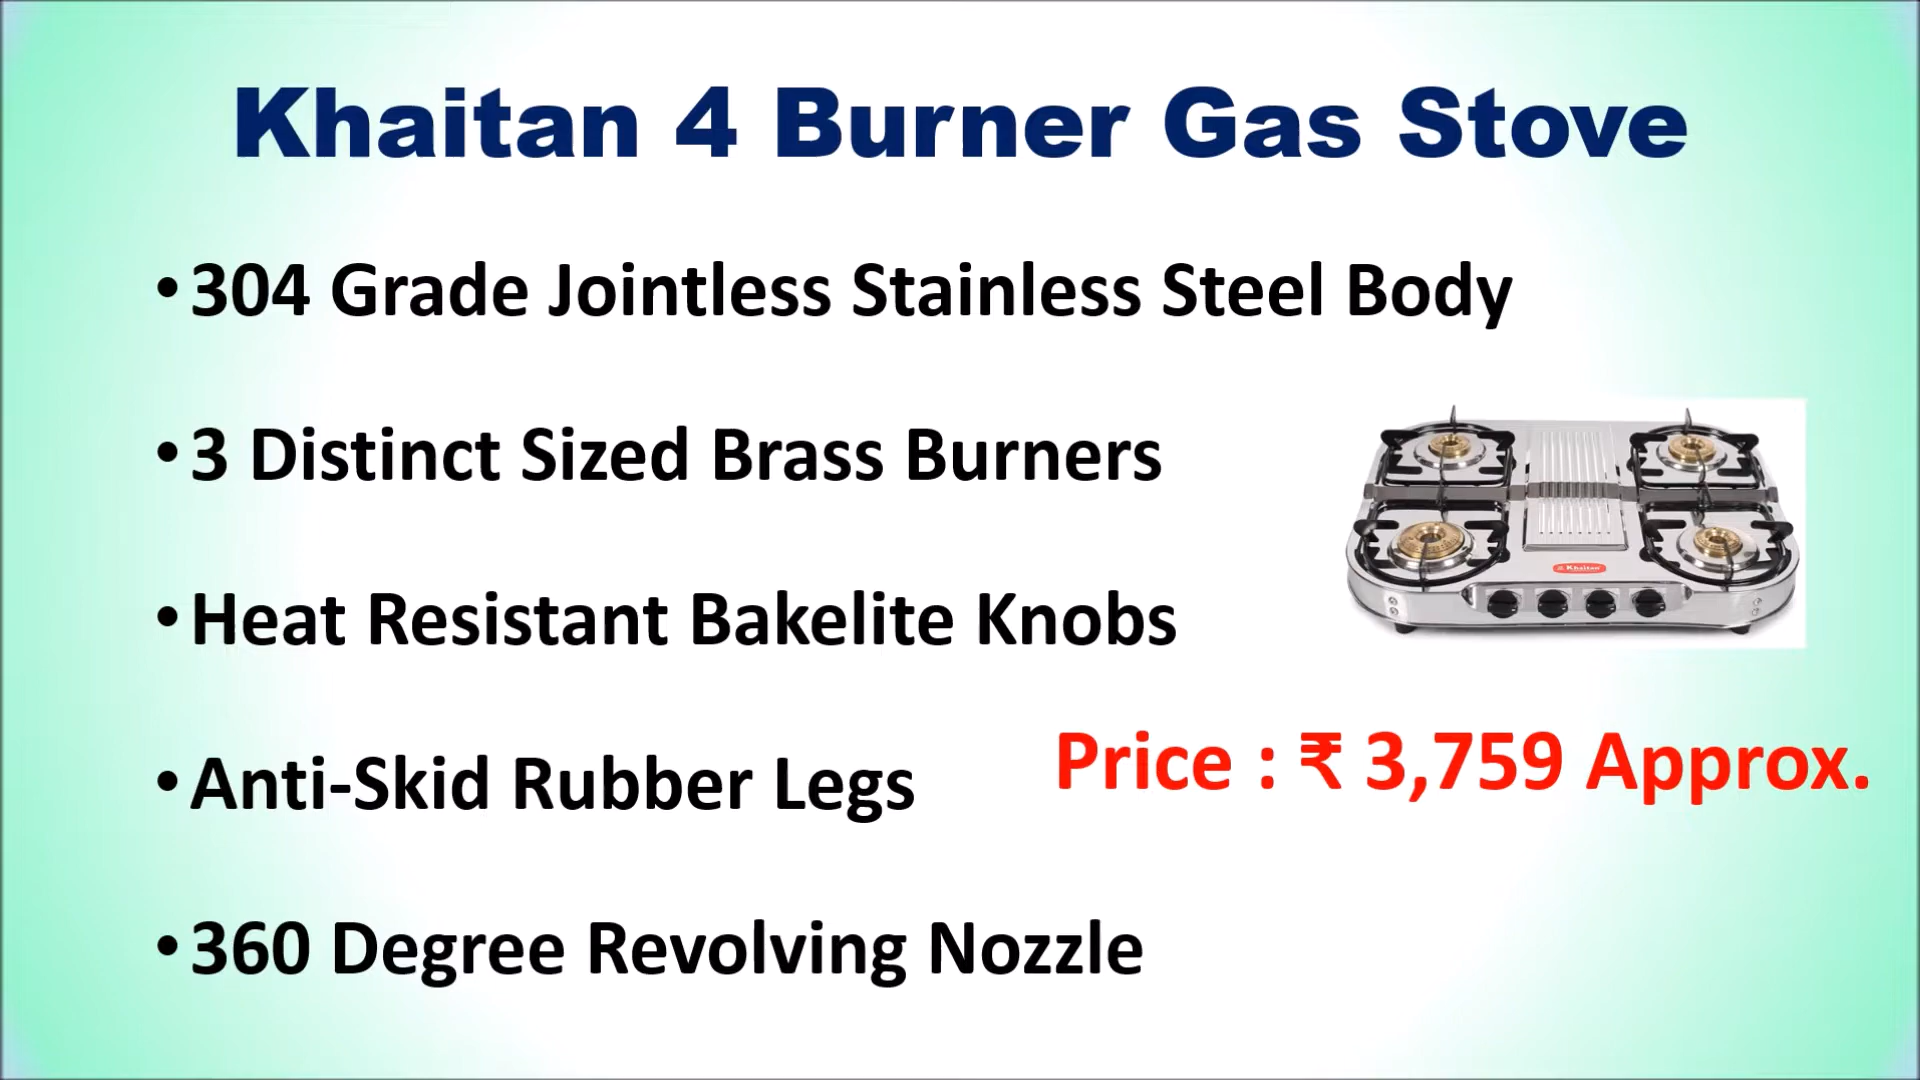 Khaitan 4 Burner Gas Stove
•304 Grade Jointless Stainless Steel Body
•3 Distinct Sized Brass Burners
•Heat Resistant Bakelite Knobs
Khaitan
•Anti-Skid Rubber Legs
Price : ₹ 3,759 Approx.
•360 Degree Revolving Nozzle